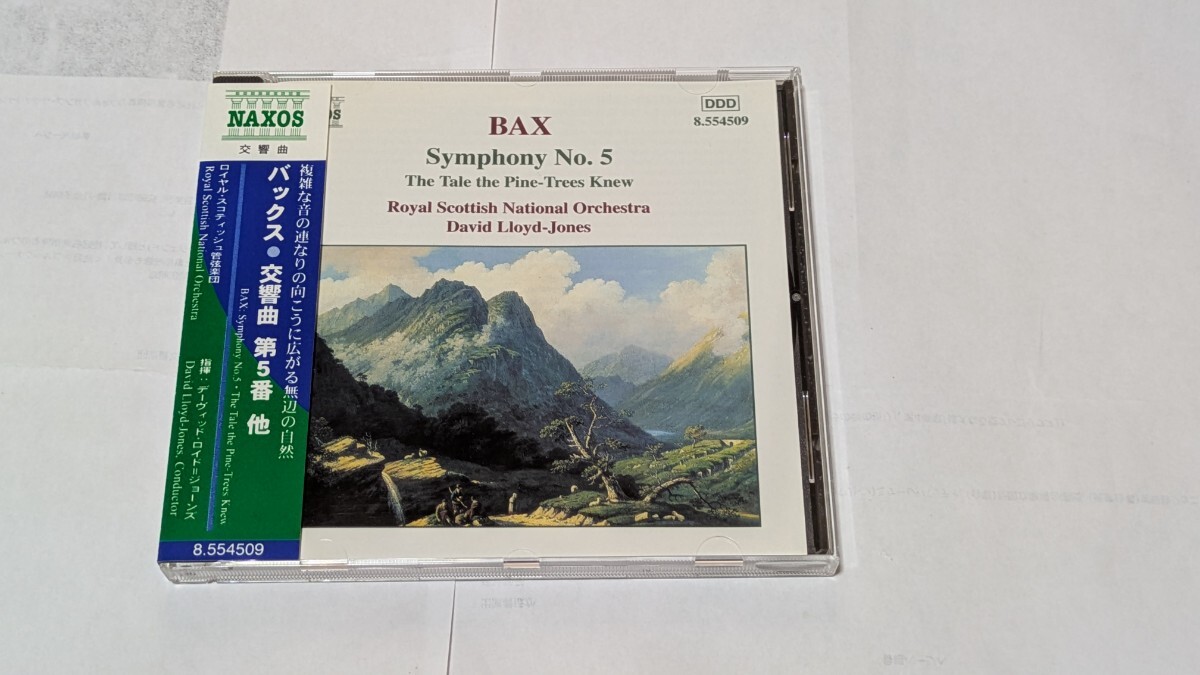 NAXOS
交響曲
複雑な音の連なりの向こうに広がる無辺の自然
バックス● 交響曲 第5番 他
BAX: Symphony No.5・The Tale the Pine-Trees Knew
ロイヤル・スコティッシュ管弦楽団
Royal Scottish National Orchestra
指揮:デーヴィッド・ロイド=ジョーンズ
David Lloyd-Jones, Conductor
8.554509
OS
DDD
8.554509
BAX
Symphony No. 5
The Tale the Pine-Trees Knew
Royal Scottish National Orchestra
David Lloyd-Jones